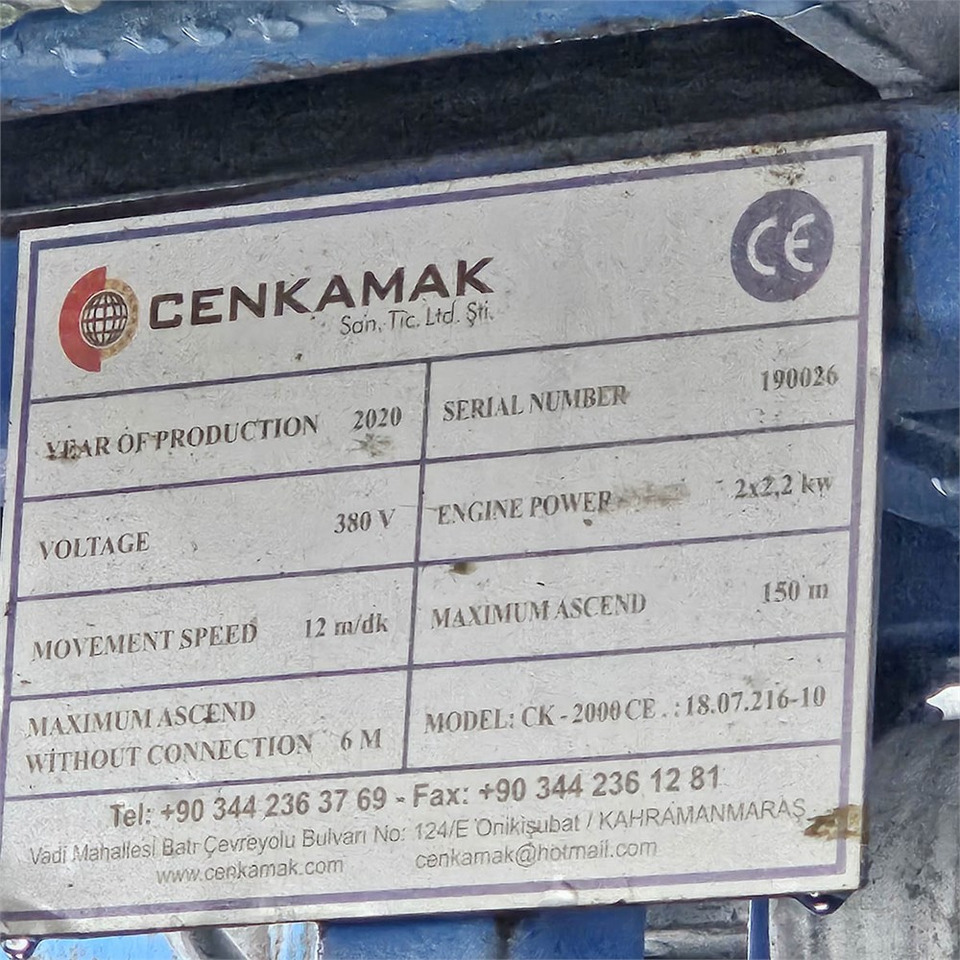 CENKAMAK
San. Tic. Ltd. Şti.
CE
YEAR OF PRODUCTION 2020
SERIAL NUMBER 190026
VOLTAGE 380 V
ENGINE POWER 2x2,2 kw
MOVEMENT SPEED 12 m/dk
MAXIMUM ASCEND 150 m
MAXIMUM ASCEND
WITHOUT CONNECTION 6 M
MODEL: CK - 2000 CE . : 18.07.216-10
Tel: +90 344 236 37 69 - Fax: +90 344 236 12 81
Vadi Mahallesi Batı Çevreyolu Bulvarı No: 124/E Onikişubat / KAHRAMANMARAŞ
www.cenkamak.com cenkamak@hotmail.com